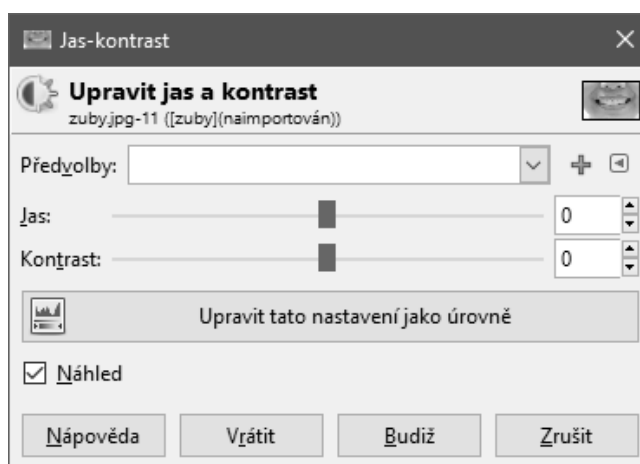 Jas-kontrast
Upravit jas a kontrast
zuby.jpg-11 ([zuby](naimportován))
Předvolby:
Jas: 0
Kontrast: 0
Upravit tato nastavení jako úrovně
Náhled
Nápověda Vrátit Budiž Zrušit